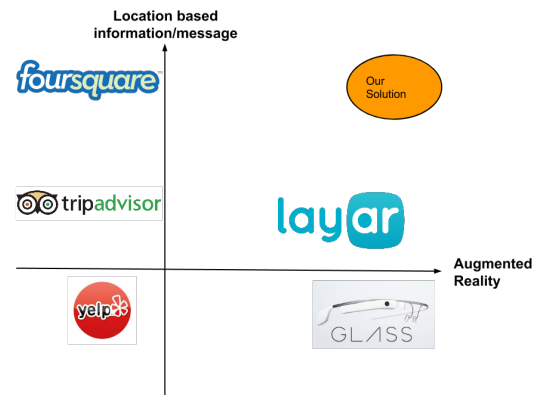 Location based
information/message
foursquare
Our
Solution
tripadvisor
layar
Augmented
Reality
yelp
GLASS